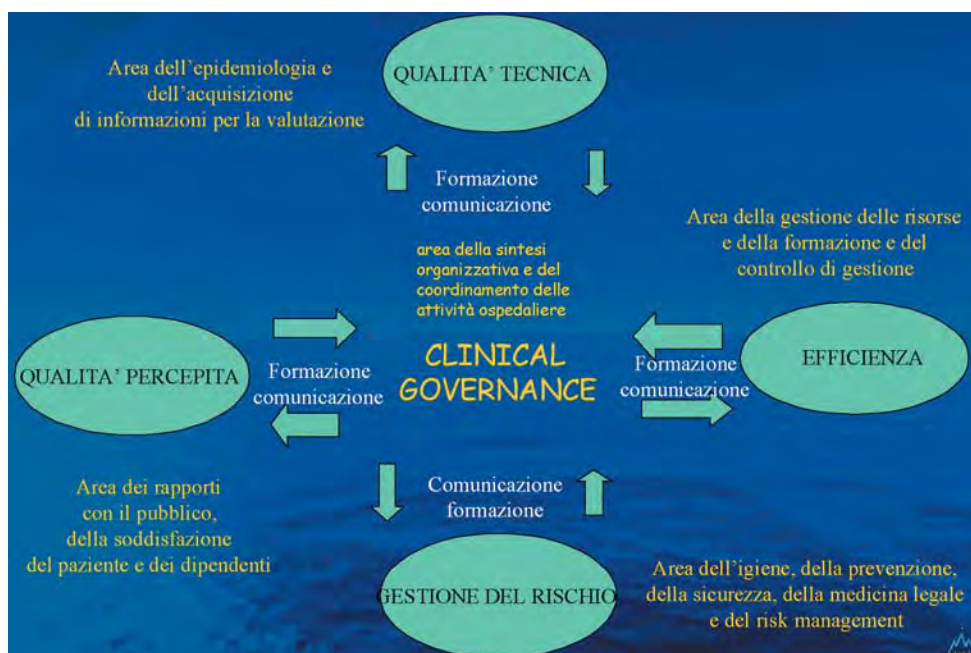 QUALITA' TECNICA
Area dell'epidemiologia e
dell'acquisizione
di informazioni per la valutazione
Formazione
comunicazione
Area della gestione delle risorse
e della formazione e del
controllo di gestione
area della sintesi
organizzativa e del
coordinamento delle
attività ospedaliere
QUALITA' PERCEPITA
Formazione
comunicazione
CLINICAL
GOVERNANCE
Formazione
comunicazione
EFFICIENZA
Area dei rapporti
con il pubblico,
della soddisfazione
del paziente e dei dipendenti
Comunicazione
formazione
GESTIONE DEL RISCHIO
Area dell'igiene, della prevenzione,
della sicurezza, della medicina legale
e del risk management